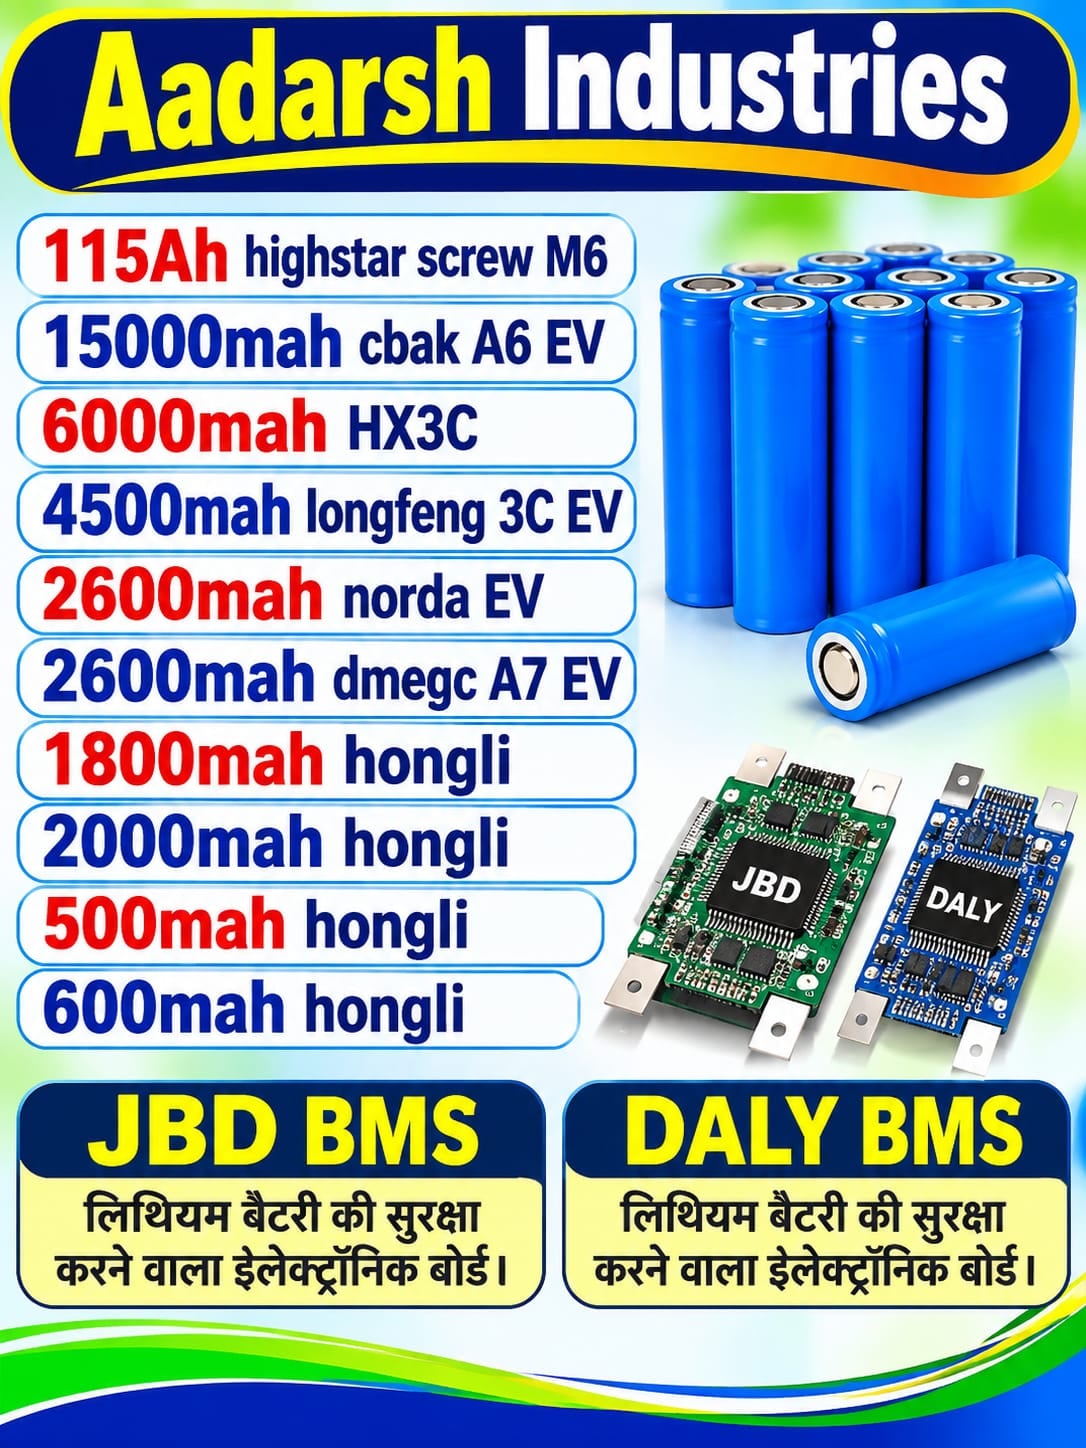 Aadarsh Industries
115Ah highstar screw M6
15000mah cbak A6 EV
6000mah HX3C
4500mah longfeng 3C EV
2600mah norda EV
2600mah dmegc A7 EV
1800mah hongli
2000mah hongli
500mah hongli
600mah hongli
JBD
DALY
JBD BMS
लिथियम बैटरी की सुरक्षा
करने वाला इेलेक्ट्रॉनिक बोर्ड।
DALY BMS
लिथियम बैटरी की सुरक्षा
करने वाला इेलेक्ट्रॉनिक बोर्ड।